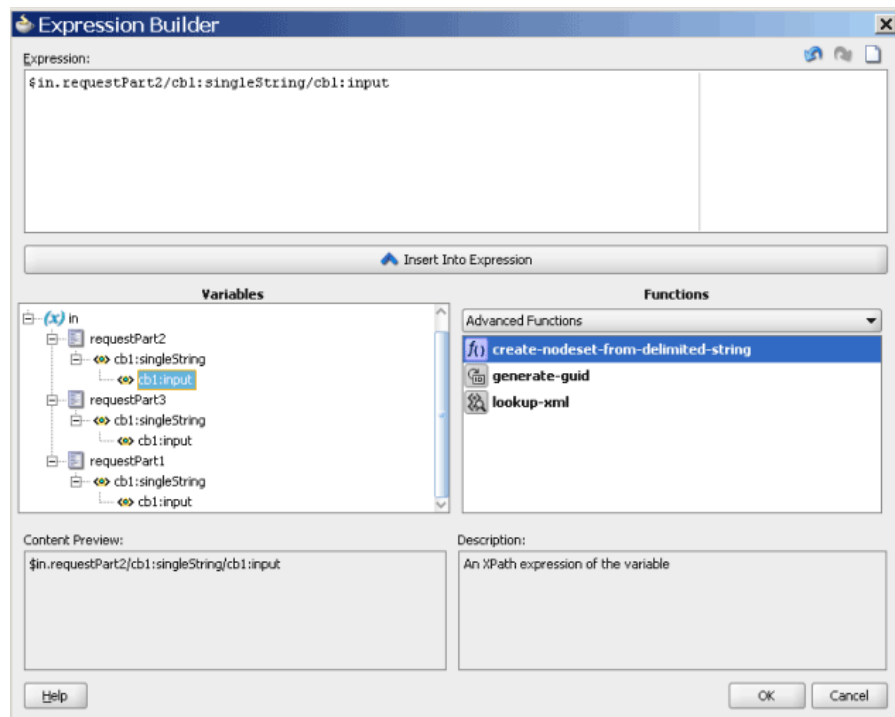 Expression Builder
Expression:
$in.requestPart2/cb1:singleString/cb1:input
Insert Into Expression
Variables
(x) in
requestPart2
cb1:singleString
cb1:input
requestPart3
cb1:singleString
cb1:input
requestPart1
cb1:singleString
cb1:input
Functions
Advanced Functions
f() create-nodeset-from-delimited-string
generate-guid
lookup-xml
Content Preview:
$in.requestPart2/cb1:singleString/cb1:input
Description:
An XPath expression of the variable
Help
OK
Cancel